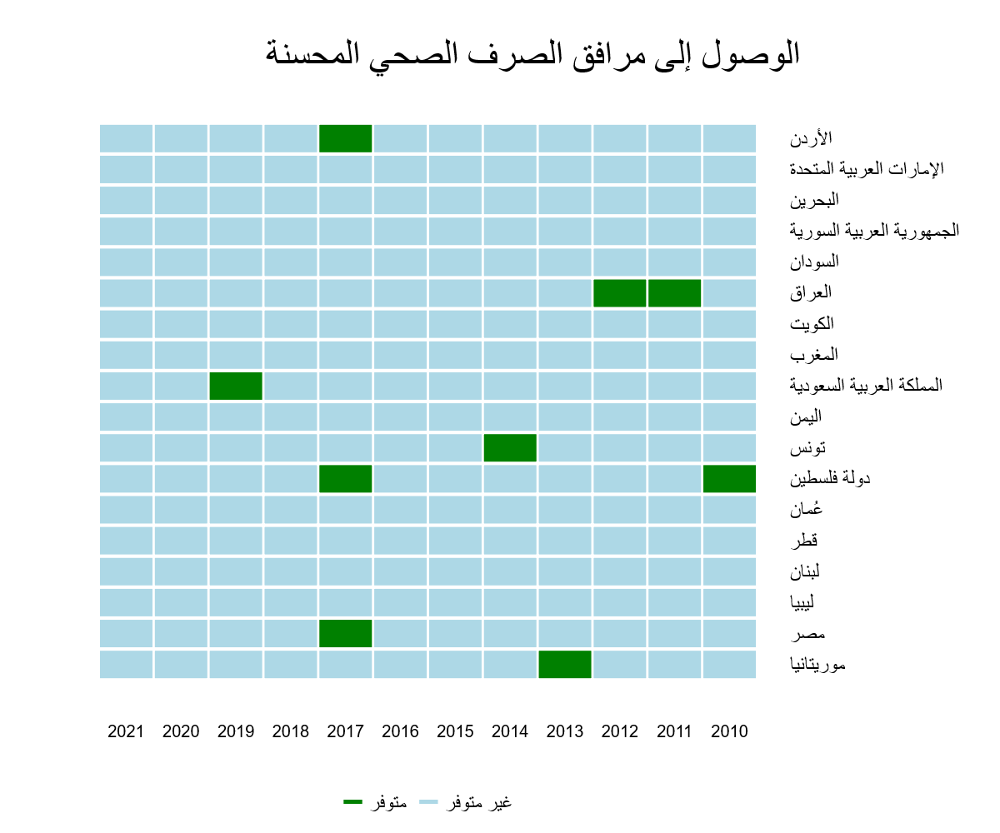 الوصول إلى مرافق الصرف الصحي المحسنة
الأردن
الإمارات العربية المتحدة
البحرين
الجمهورية العربية السورية
السودان
العراق
الكويت
المغرب
المملكة العربية السعودية
اليمن
تونس
دولة فلسطين
عُمان
قطر
لبنان
ليبيا
مصر
موريتانيا
2021 2020 2019 2018 2017 2016 2015 2014 2013 2012 2011 2010
متوفر غير متوفر